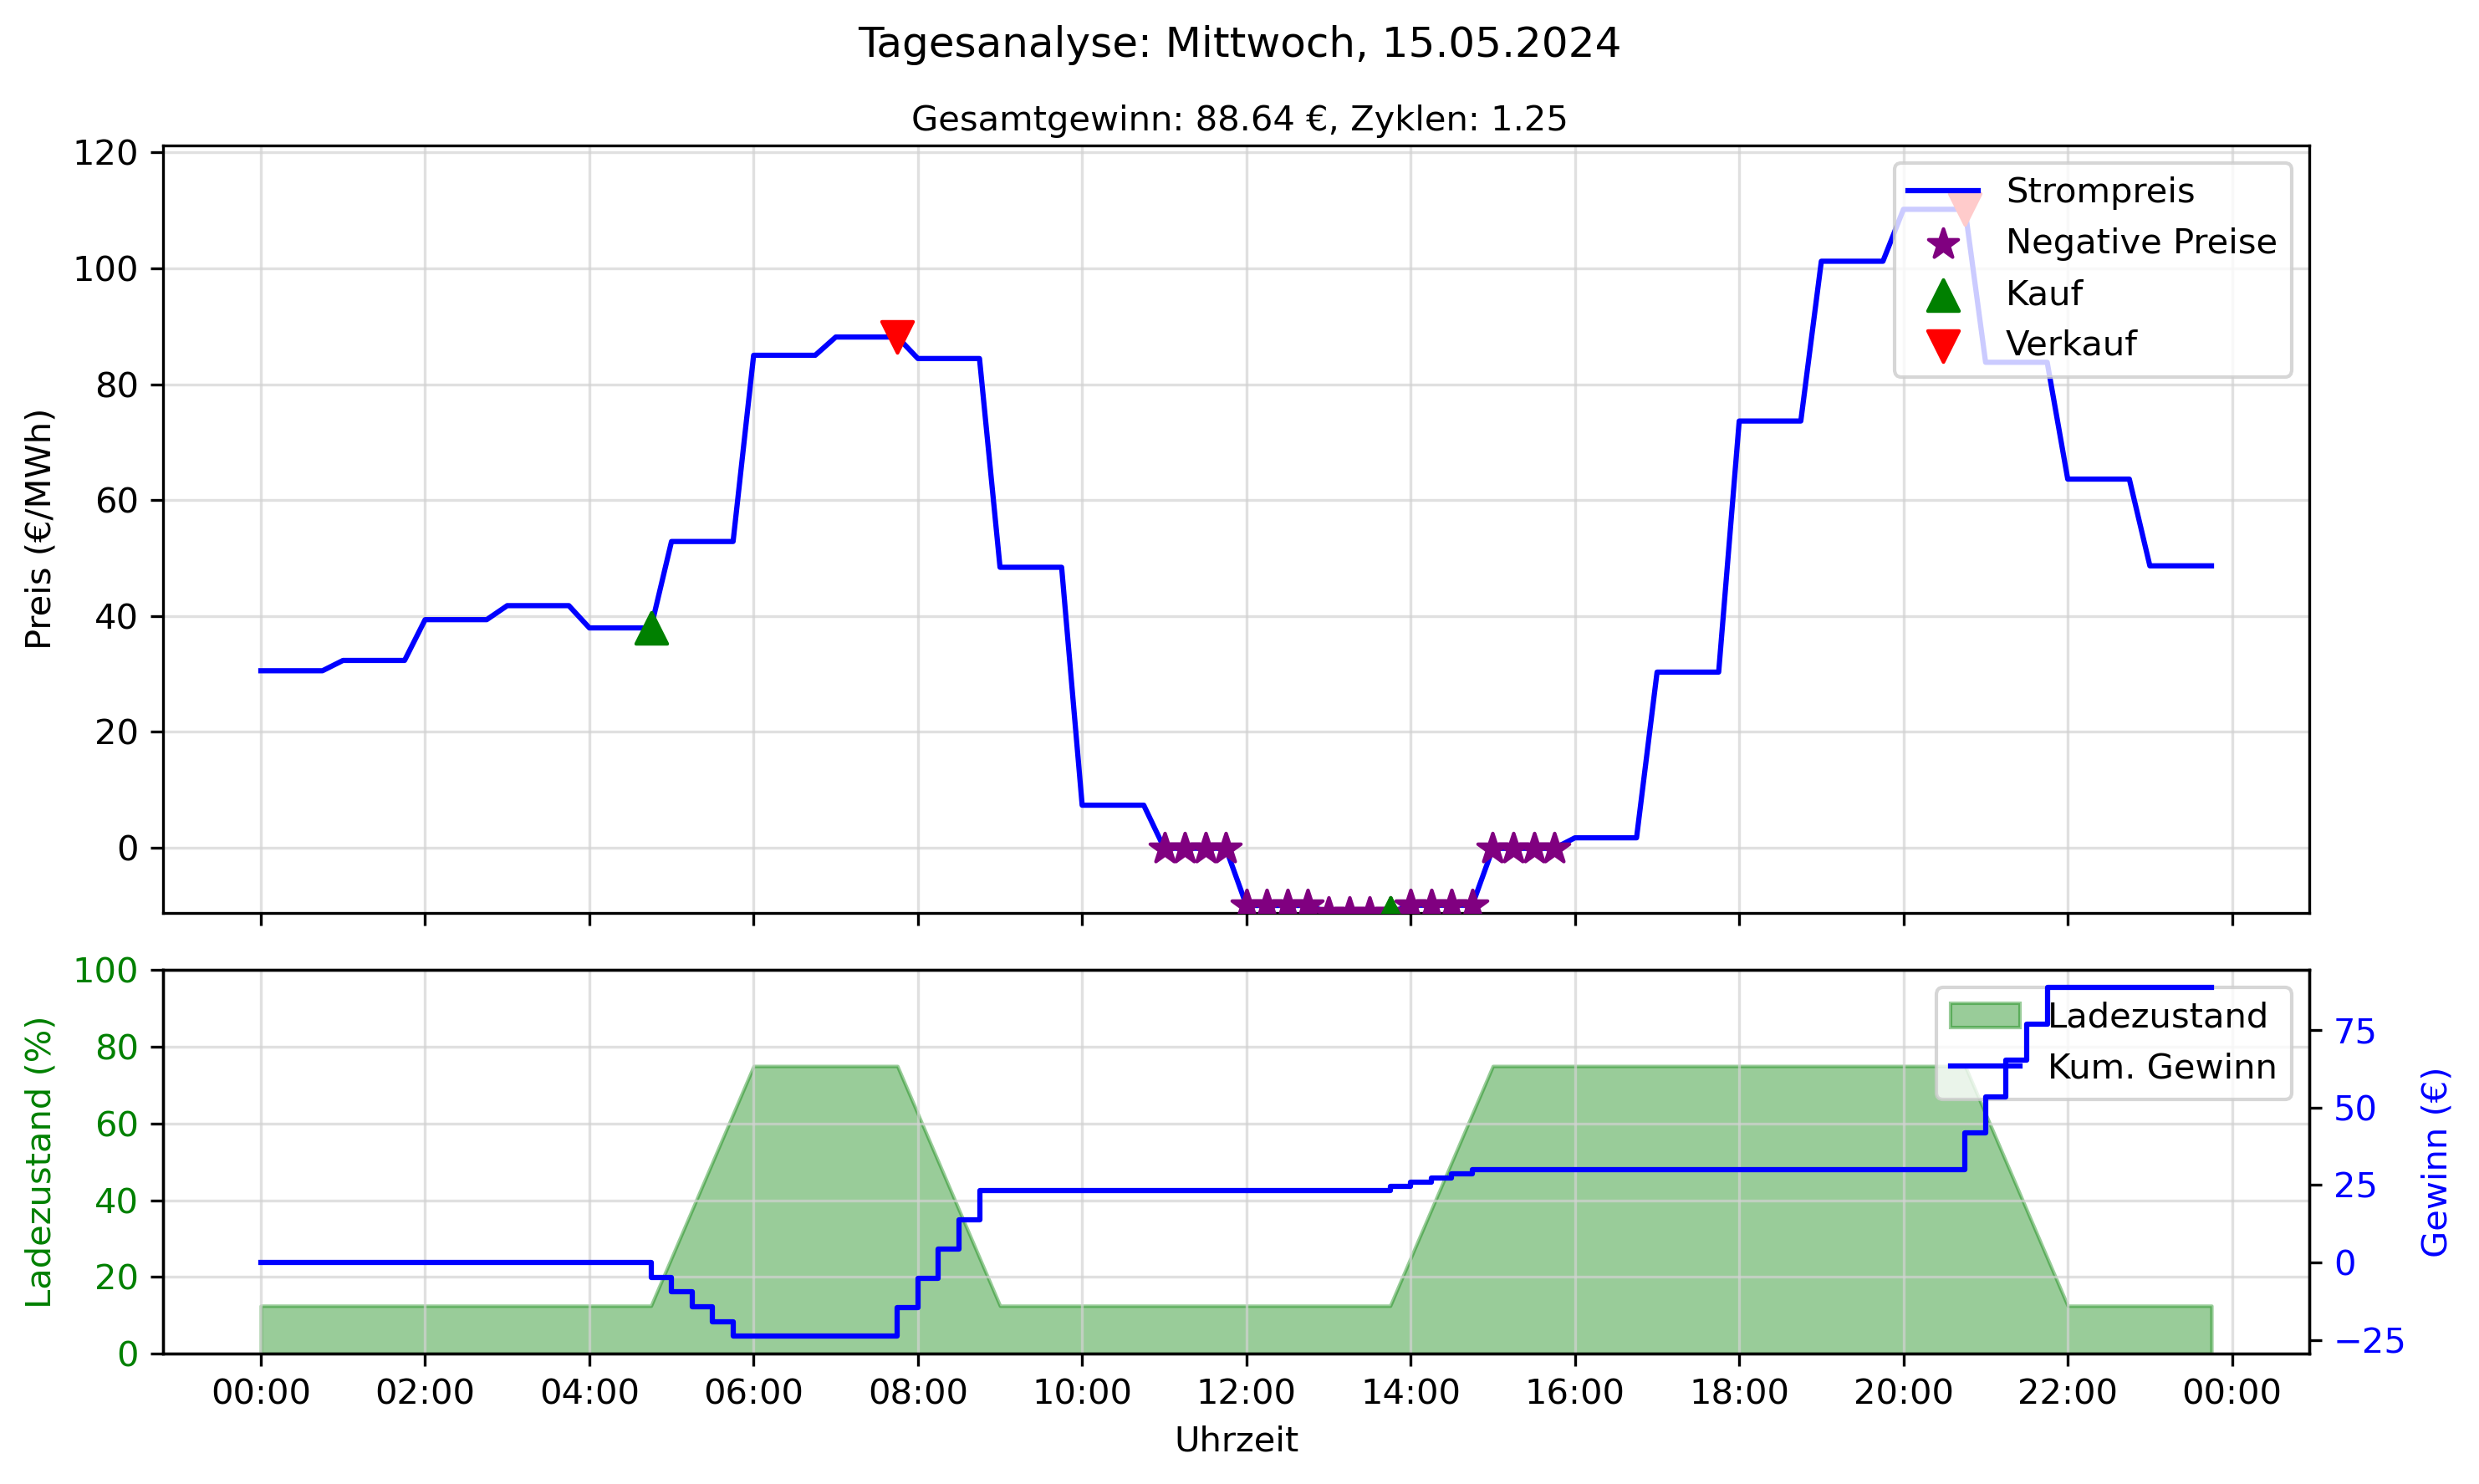 Tagesanalyse: Mittwoch, 15.05.2024
Gesamtgewinn: 88.64 €, Zyklen: 1.25
Preis (€/MWh)
120
100
80
60
40
20
0
Strompreis
Negative Preise
Kauf
Verkauf
Ladezustand (%)
100
80
60
40
20
0
Ladezustand
Kum. Gewinn
75
50
25
0
−25
Gewinn (€)
00:00 02:00 04:00 06:00 08:00 10:00 12:00 14:00 16:00 18:00 20:00 22:00 00:00
Uhrzeit